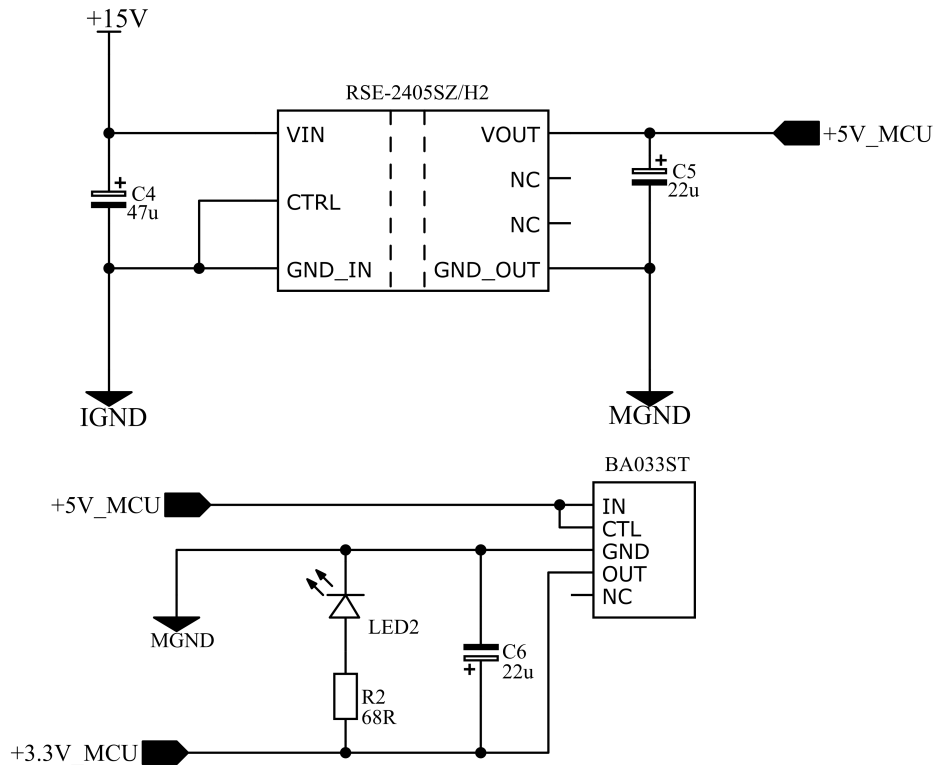 +15V
RSE-2405SZ/H2
VIN
VOUT
+5V_MCU
+
C4
47u
+
C5
22u
NC
CTRL
NC
GND_IN
GND_OUT
IGND
MGND
BA033ST
+5V_MCU
IN
CTL
GND
OUT
NC
MGND
LED2
C6
22u
+
R2
68R
+3.3V_MCU